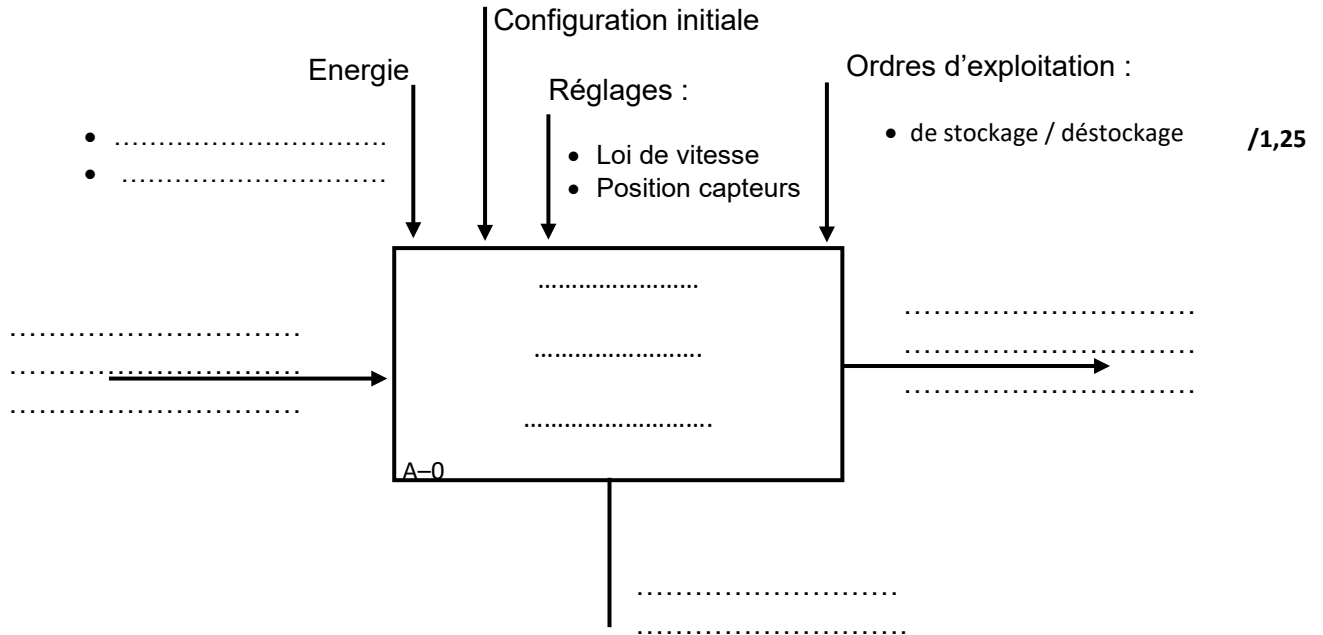 Configuration initiale
Energie
Ordres d’exploitation :
Réglages :
• ………………………….
• ………………………….
• de stockage / déstockage /1,25
• Loi de vitesse
• Position capteurs
……………………
…………………………
…………………………
…………………………
…………………….
…………………………
…………………………
…………………………
……………………….
A–0
………………………
……………………….